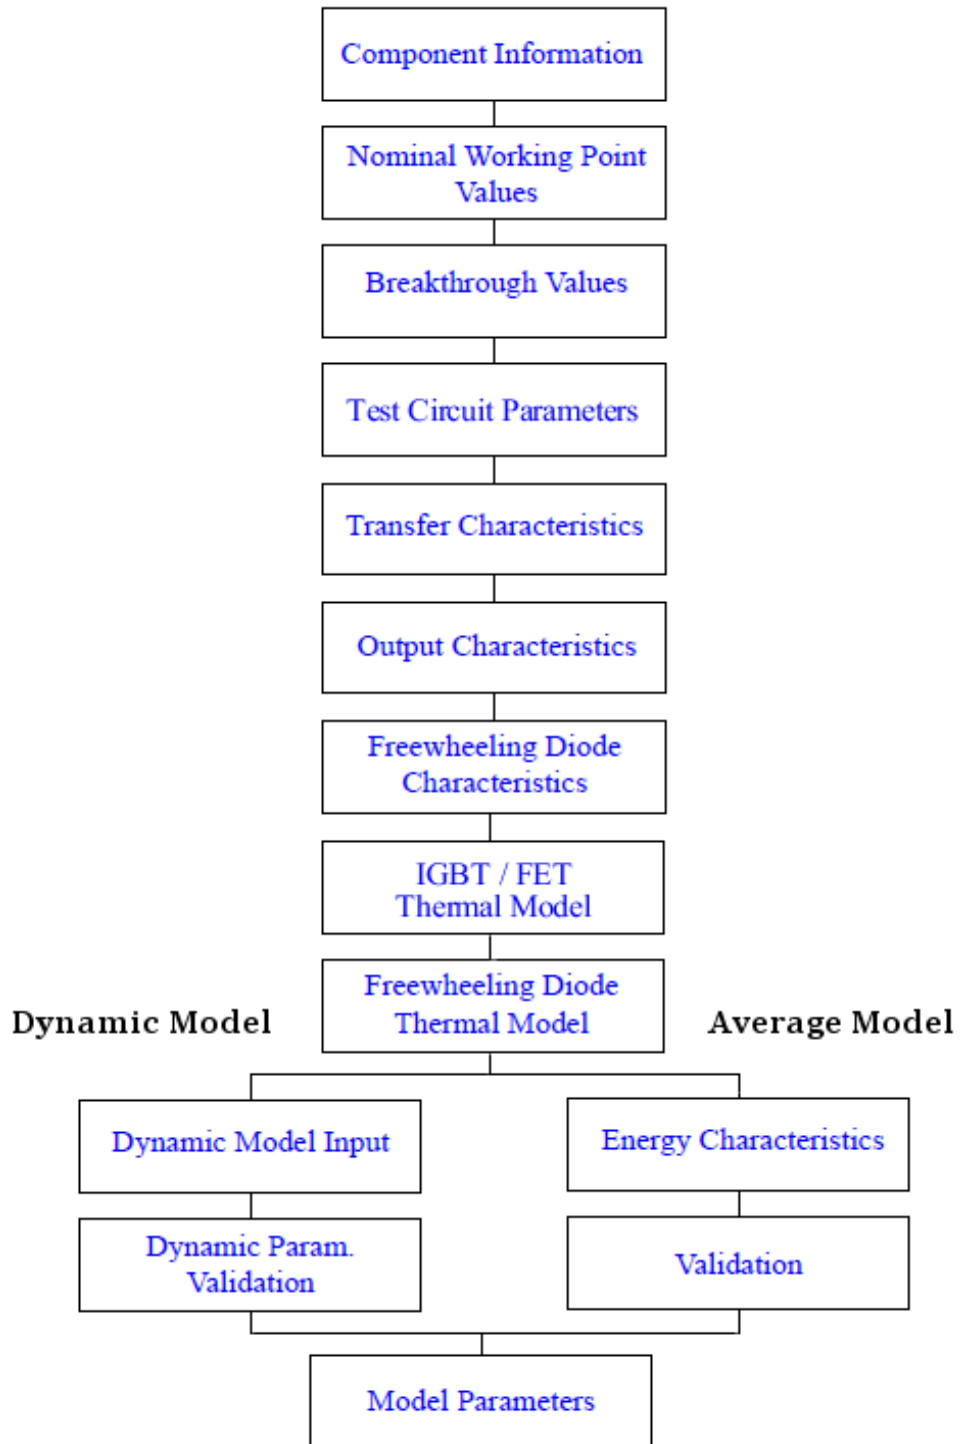 Component Information
Nominal Working Point
Values
Breakthrough Values
Test Circuit Parameters
Transfer Characteristics
Output Characteristics
Freewheeling Diode
Characteristics
IGBT / FET
Thermal Model
Freewheeling Diode
Thermal Model
Dynamic Model
Average Model
Dynamic Model Input
Energy Characteristics
Dynamic Param.
Validation
Validation
Model Parameters